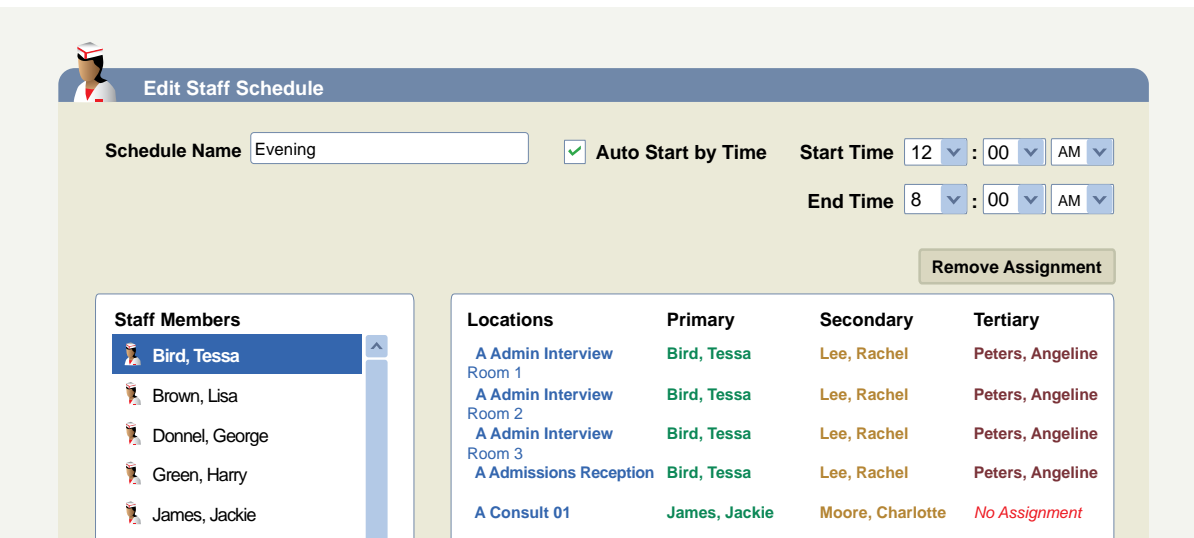 Edit Staff Schedule
Schedule Name Evening Auto Start by Time Start Time 12 : 00 AM
End Time 8 : 00 AM
Remove Assignment
Staff Members
Bird, Tessa
Brown, Lisa
Donnel, George
Green, Harry
James, Jackie
Locations Primary Secondary Tertiary
A Admin Interview Bird, Tessa Lee, Rachel Peters, Angeline
Room 1
A Admin Interview Bird, Tessa Lee, Rachel Peters, Angeline
Room 2
A Admin Interview Bird, Tessa Lee, Rachel Peters, Angeline
Room 3
A Admissions Reception Bird, Tessa Lee, Rachel Peters, Angeline
A Consult 01 James, Jackie Moore, Charlotte No Assignment